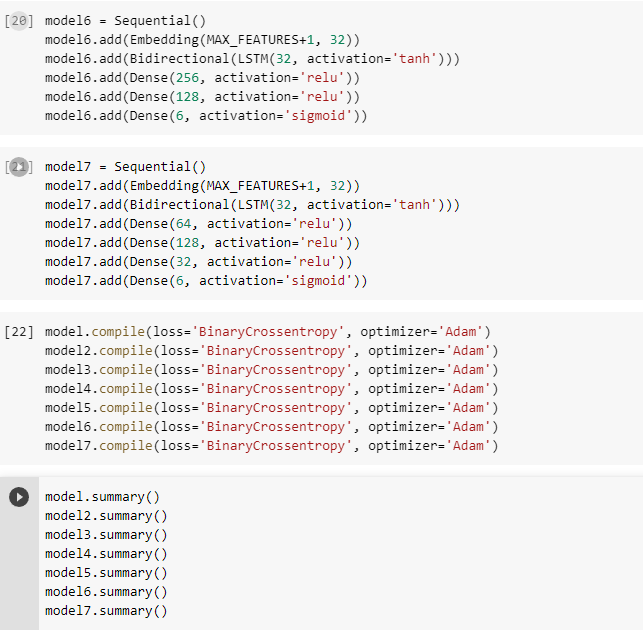 [20] model6 = Sequential()
model6.add(Embedding(MAX_FEATURES+1, 32))
model6.add(Bidirectional(LSTM(32, activation='tanh')))
model6.add(Dense(256, activation='relu'))
model6.add(Dense(128, activation='relu'))
model6.add(Dense(6, activation='sigmoid'))
[21] model7 = Sequential()
model7.add(Embedding(MAX_FEATURES+1, 32))
model7.add(Bidirectional(LSTM(32, activation='tanh')))
model7.add(Dense(64, activation='relu'))
model7.add(Dense(128, activation='relu'))
model7.add(Dense(32, activation='relu'))
model7.add(Dense(6, activation='sigmoid'))
[22] model.compile(loss='BinaryCrossentropy', optimizer='Adam')
model2.compile(loss='BinaryCrossentropy', optimizer='Adam')
model3.compile(loss='BinaryCrossentropy', optimizer='Adam')
model4.compile(loss='BinaryCrossentropy', optimizer='Adam')
model5.compile(loss='BinaryCrossentropy', optimizer='Adam')
model6.compile(loss='BinaryCrossentropy', optimizer='Adam')
model7.compile(loss='BinaryCrossentropy', optimizer='Adam')
model.summary()
model2.summary()
model3.summary()
model4.summary()
model5.summary()
model6.summary()
model7.summary()